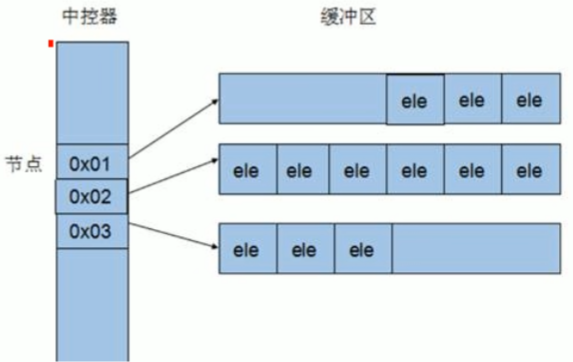 中控器
缓冲区
ele ele ele
节点
0x01
ele ele ele ele ele ele
0x02
0x03
ele ele ele